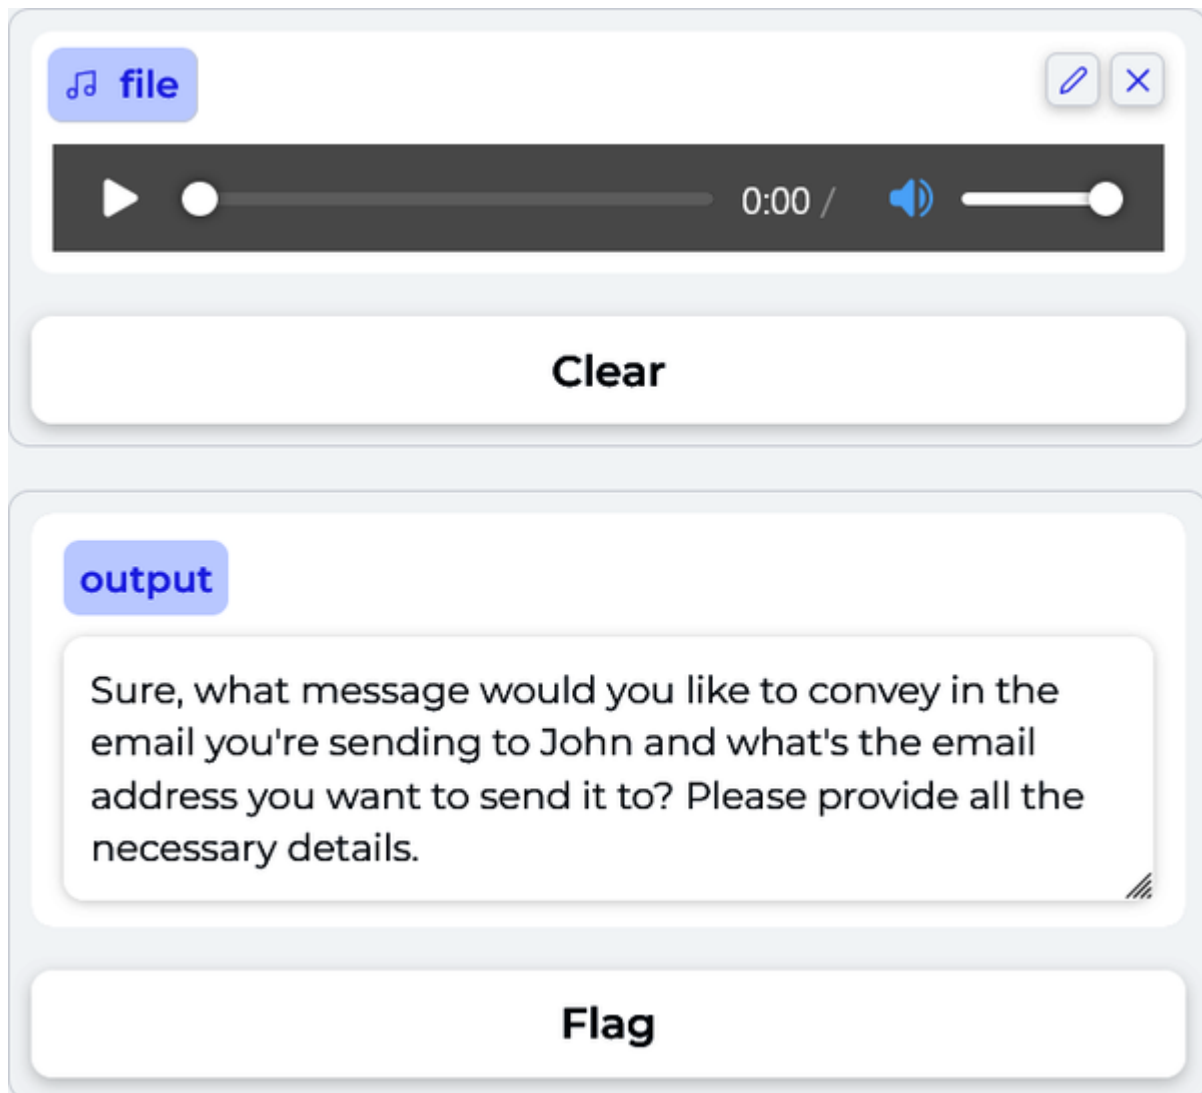 file
0:00 /
Clear
output
Sure, what message would you like to convey in the
email you're sending to John and what's the email
address you want to send it to? Please provide all the
necessary details.
Flag